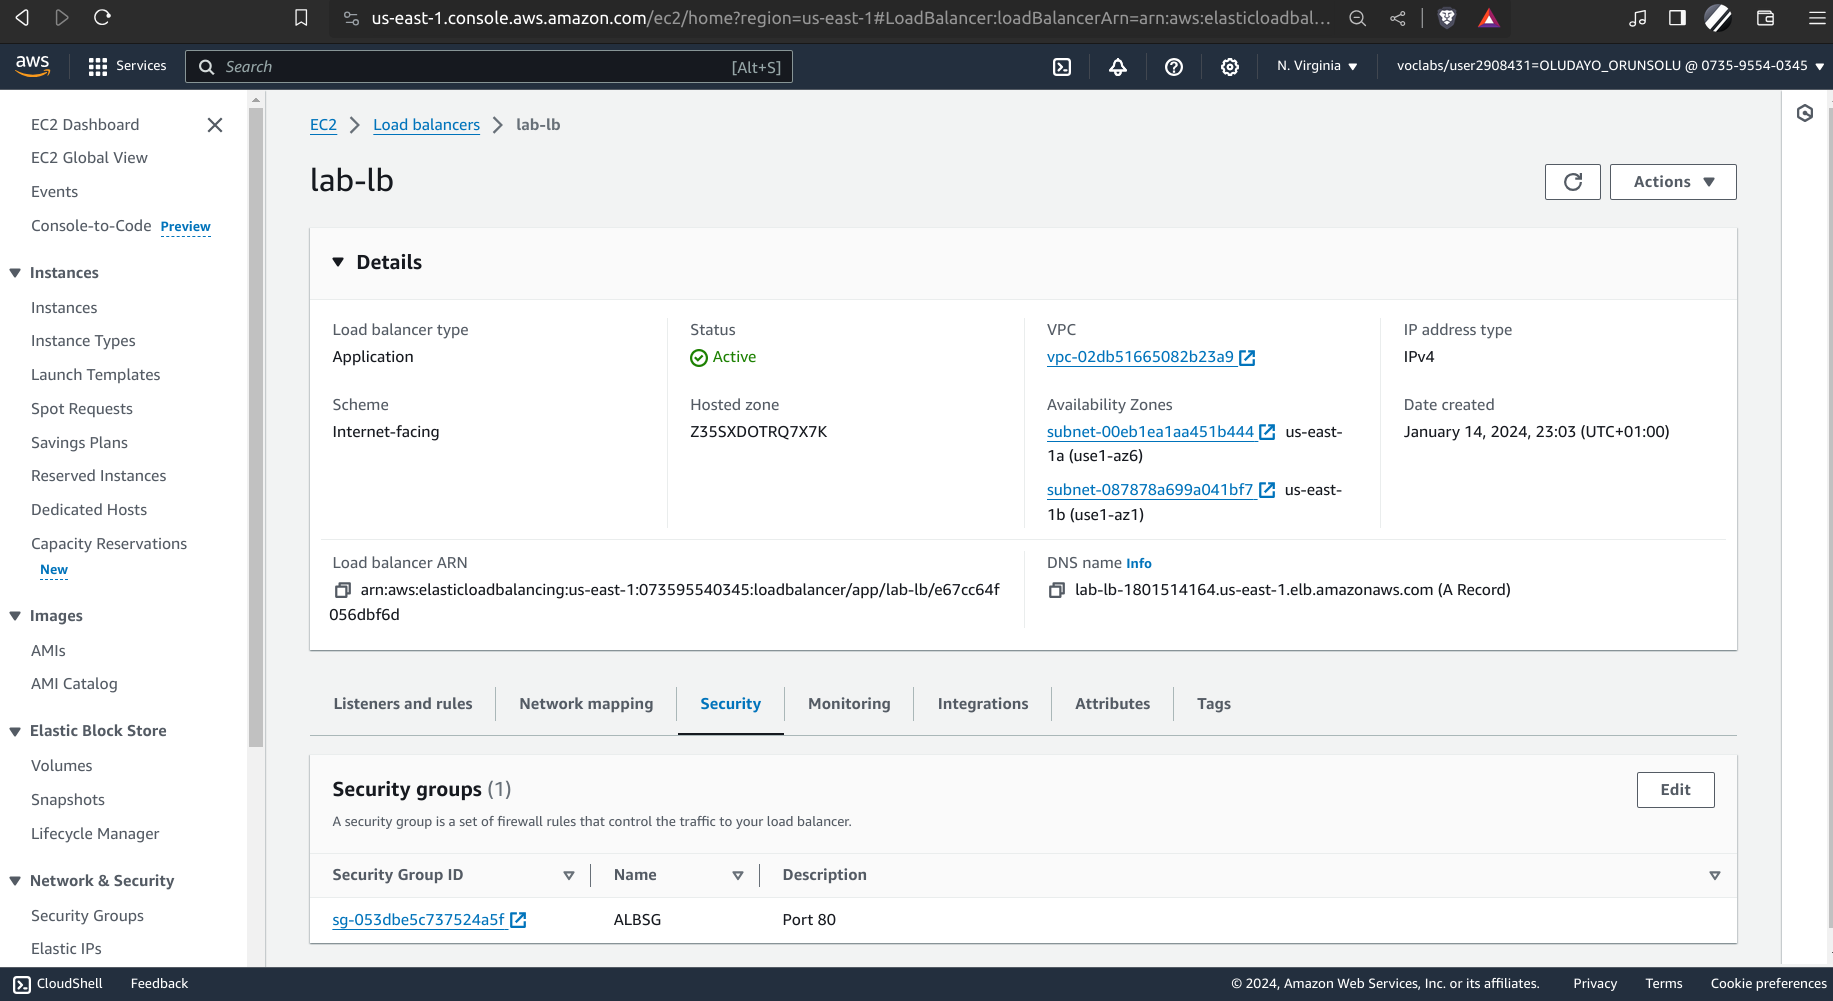 us-east-1.console.aws.amazon.com/ec2/home?region=us-east-1#LoadBalancer:loadBalancerArn=arn:aws:elasticloadbal...
aws
Services
Search
[Alt+S]
N. Virginia
voclabs/user2908431=OLUDAYO_ORUNSOLU @ 0735-9554-0345
EC2 Dashboard
EC2 Global View
Events
Console-to-Code Preview
Instances
Instances
Instance Types
Launch Templates
Spot Requests
Savings Plans
Reserved Instances
Dedicated Hosts
Capacity Reservations
New
Images
AMIs
AMI Catalog
Elastic Block Store
Volumes
Snapshots
Lifecycle Manager
Network & Security
Security Groups
Elastic IPs
EC2
Load balancers
lab-lb
lab-lb
Actions
Details
Load balancer type
Application
Status
Active
VPC
vpc-02db51665082b23a9
IP address type
IPv4
Scheme
Internet-facing
Hosted zone
Z35SXDOTRQ7X7K
Availability Zones
subnet-00eb1ea1aa451b444 us-east-
1a (use1-az6)
subnet-087878a699a041bf7 us-east-
1b (use1-az1)
Date created
January 14, 2024, 23:03 (UTC+01:00)
Load balancer ARN
arn:aws:elasticloadbalancing:us-east-1:073595540345:loadbalancer/app/lab-lb/e67cc64f
056dbf6d
DNS name Info
lab-lb-1801514164.us-east-1.elb.amazonaws.com (A Record)
Listeners and rules
Network mapping
Security
Monitoring
Integrations
Attributes
Tags
Security groups (1)
Edit
A security group is a set of firewall rules that control the traffic to your load balancer.
Security Group ID
Name
Description
sg-053dbe5c737524a5f
ALBSG
Port 80
CloudShell
Feedback
© 2024, Amazon Web Services, Inc. or its affiliates.
Privacy
Terms
Cookie preferences